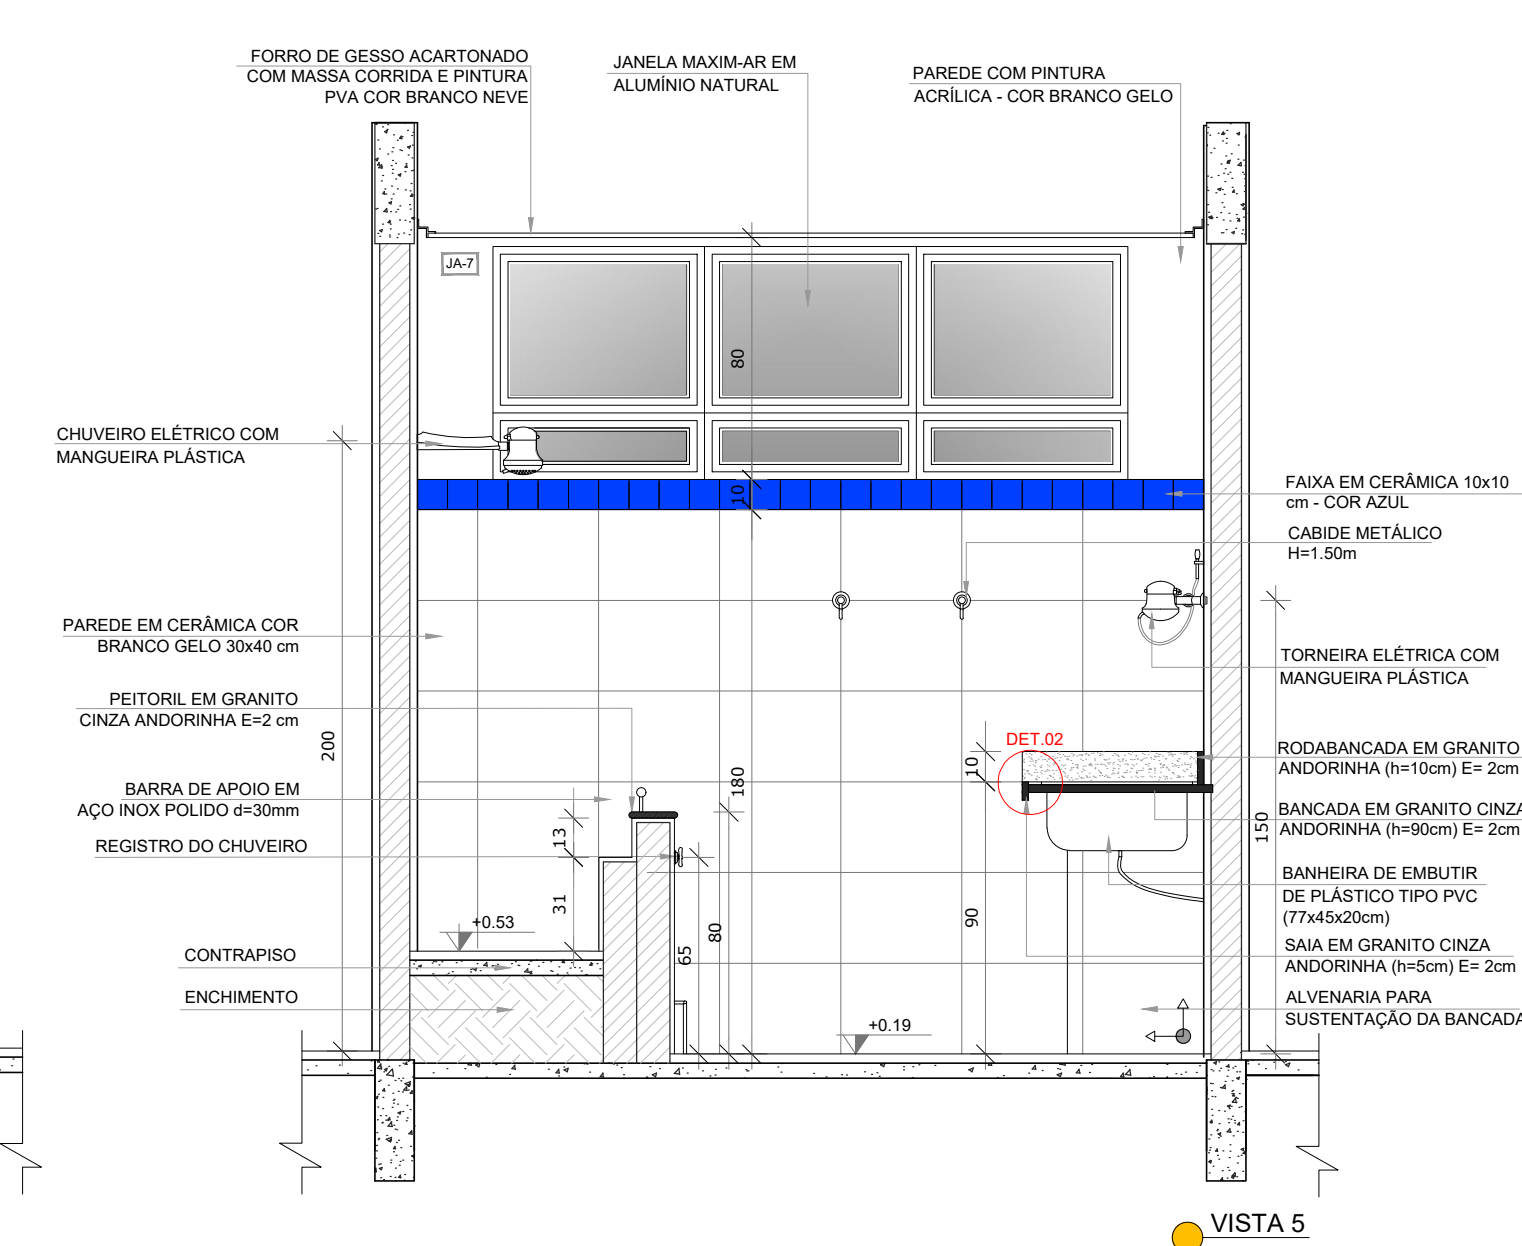 FORRO DE GESSO ACARTONADO
COM MASSA CORRIDA E PINTURA
PVA COR BRANCO NEVE
JANELA MAXIM-AR EM
ALUMÍNIO NATURAL
PAREDE COM PINTURA
ACRÍLICA - COR BRANCO GELO
JA-7
80
CHUVEIRO ELÉTRICO COM
MANGUEIRA PLÁSTICA
10
FAIXA EM CERÂMICA 10x10
cm - COR AZUL
CABIDE METÁLICO
H=1.50m
PAREDE EM CERÂMICA COR
BRANCO GELO 30x40 cm
TORNEIRA ELÉTRICA COM
MANGUEIRA PLÁSTICA
PEITORIL EM GRANITO
CINZA ANDORINHA E=2 cm
200
DET.02
10
RODABANCADA EM GRANITO
ANDORINHA (h=10cm) E= 2cm
180
BARRA DE APOIO EM
AÇO INOX POLIDO d=30mm
BANCADA EM GRANITO CINZA
ANDORINHA (h=90cm) E= 2cm
150
13
REGISTRO DO CHUVEIRO
BANHEIRA DE EMBUTIR
DE PLÁSTICO TIPO PVC
(77x45x20cm)
31
+0.53
80
90
65
CONTRAPISO
SAIA EM GRANITO CINZA
ANDORINHA (h=5cm) E= 2cm
ENCHIMENTO
ALVENARIA PARA
SUSTENTAÇÃO DA BANCADA
+0.19
VISTA 5